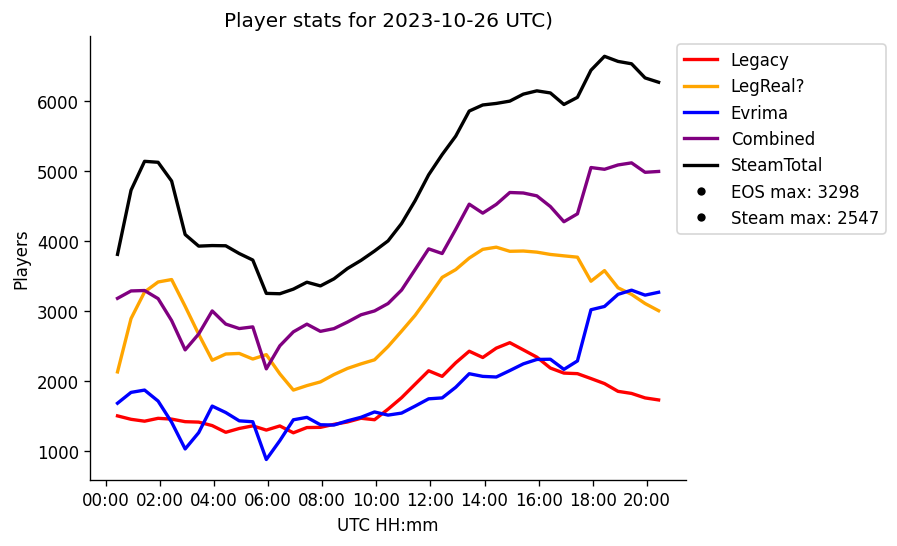 Player stats for 2023-10-26 UTC)
Legacy
LegReal?
Evrima
Combined
SteamTotal
EOS max: 3298
Steam max: 2547
Players
6000
5000
4000
3000
2000
1000
00:00 02:00 04:00 06:00 08:00 10:00 12:00 14:00 16:00 18:00 20:00
UTC HH:mm